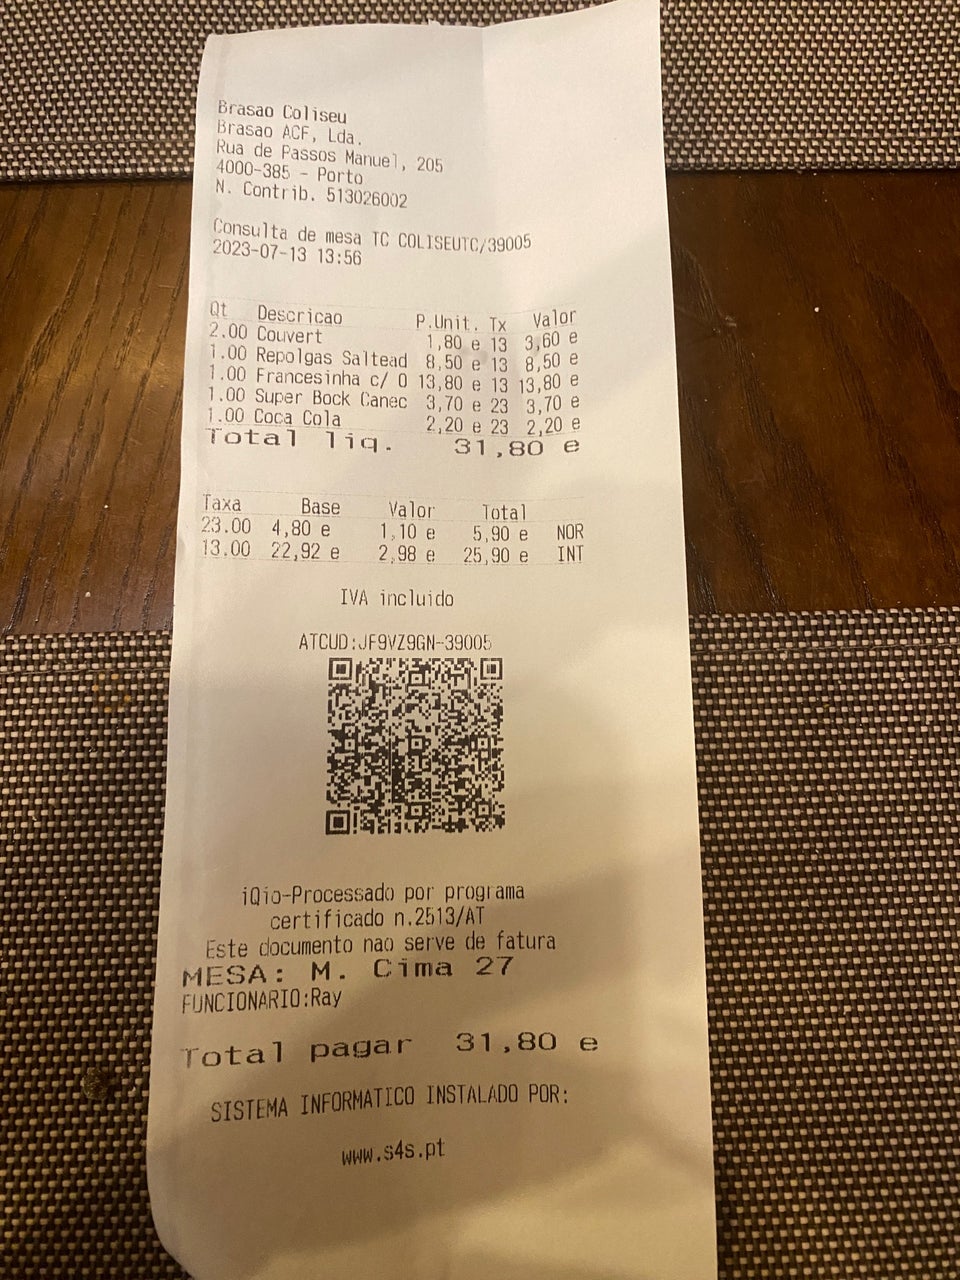 Brasao Coliseu
Brasao ACF, Lda.
Rua de Passos Manuel, 205
4000-385 - Porto
N. Contrib. 513026002
Consulta de mesa TC COLISEUTC/39005
2023-07-13 13:56
Qt Descricao P.Unit. Tx Valor
2.00 Couvert 1,80 e 13 3,60 e
1.00 Repolgas Saltead 8,50 e 13 8,50 e
1.00 Francesinha c/ O 13,80 e 13 13,80 e
1.00 Super Bock Canec 3,70 e 23 3,70 e
1.00 Coca Cola 2,20 e 23 2,20 e
Total liq. 31,80 e
Taxa Base Valor Total
23.00 4,80 e 1,10 e 5,90 e NOR
13.00 22,92 e 2,98 e 25,90 e INT
IVA incluido
ATCUD:JF9VZ9GN-39005
iQio-Processado por programa
certificado n.2513/AT
Este documento nao serve de fatura
MESA: M. Cima 27
FUNCIONARIO:Ray
Total pagar 31,80 e
SISTEMA INFORMATICO INSTALADO POR:
www.s4s.pt